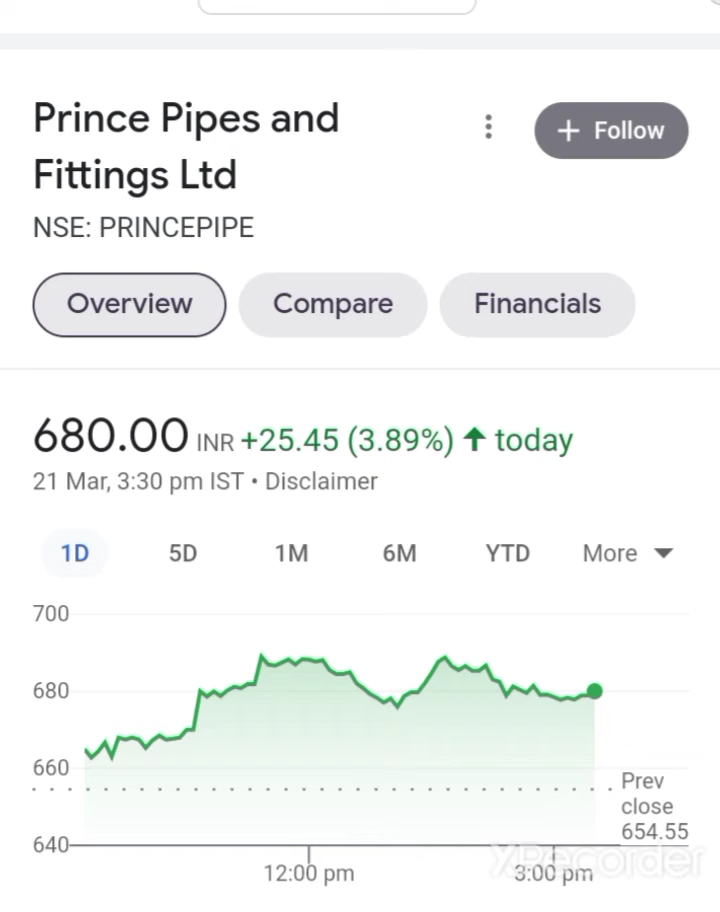 Prince Pipes and
Fittings Ltd
Follow
NSE: PRINCEPIPE
Overview Compare Financials
680.00 INR +25.45 (3.89%) ↑ today
21 Mar, 3:30 pm IST • Disclaimer
1D 5D 1M 6M YTD More
700
680
660
Prev
close
654.55
640
12:00 pm 3:00 pm
XRecorder